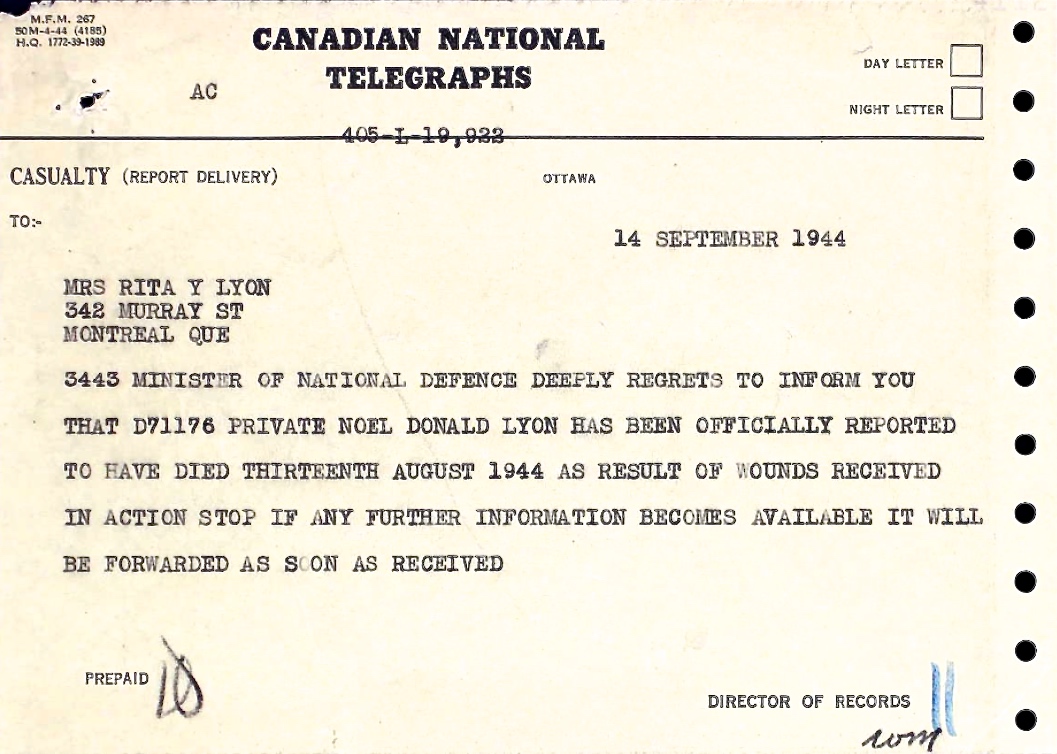 M.F.M. 267
50M-4-44 (4185)
H.Q. 1772-39-1989
CANADIAN NATIONAL
TELEGRAPHS
DAY LETTER
NIGHT LETTER
AC
405-L-19,922
CASUALTY (REPORT DELIVERY)
OTTAWA
TO:-
14 SEPTEMBER 1944
MRS RITA Y LYON
342 MURRAY ST
MONTREAL QUE
3443 MINISTER OF NATIONAL DEFENCE DEEPLY REGRETS TO INFORM YOU
THAT D71176 PRIVATE NOEL DONALD LYON HAS BEEN OFFICIALLY REPORTED
TO HAVE DIED THIRTEENTH AUGUST 1944 AS RESULT OF WOUNDS RECEIVED
IN ACTION STOP IF ANY FURTHER INFORMATION BECOMES AVAILABLE IT WILL
BE FORWARDED AS SOON AS RECEIVED
PREPAID
DIRECTOR OF RECORDS